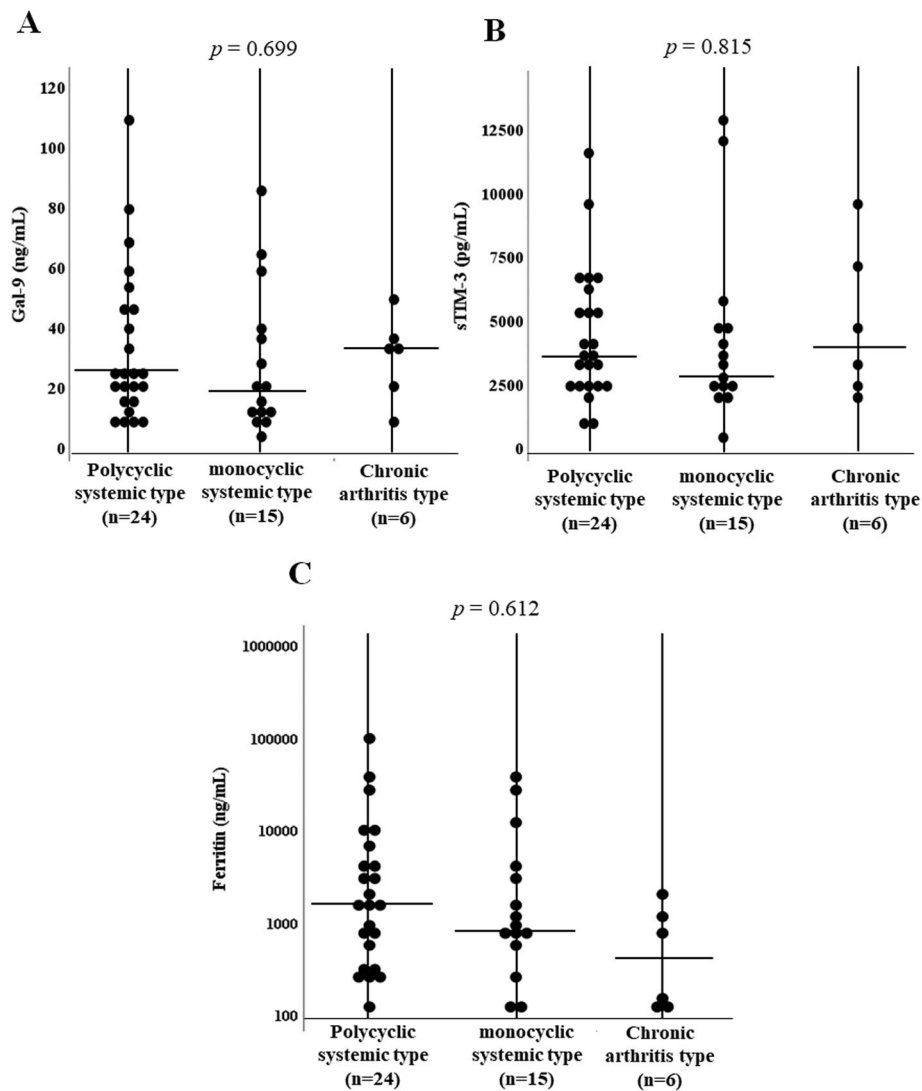 A
p = 0.699
Gal-9 (ng/mL)
120
100
80
60
40
20
0
Polycyclic
systemic type
(n=24)
monocyclic
systemic type
(n=15)
Chronic
arthritis type
(n=6)
B
p = 0.815
sTIM-3 (pg/mL)
12500
10000
7500
5000
2500
0
Polycyclic
systemic type
(n=24)
monocyclic
systemic type
(n=15)
Chronic
arthritis type
(n=6)
C
p = 0.612
Ferritin (ng/mL)
1000000
100000
10000
1000
100
Polycyclic
systemic type
(n=24)
monocyclic
systemic type
(n=15)
Chronic
arthritis type
(n=6)